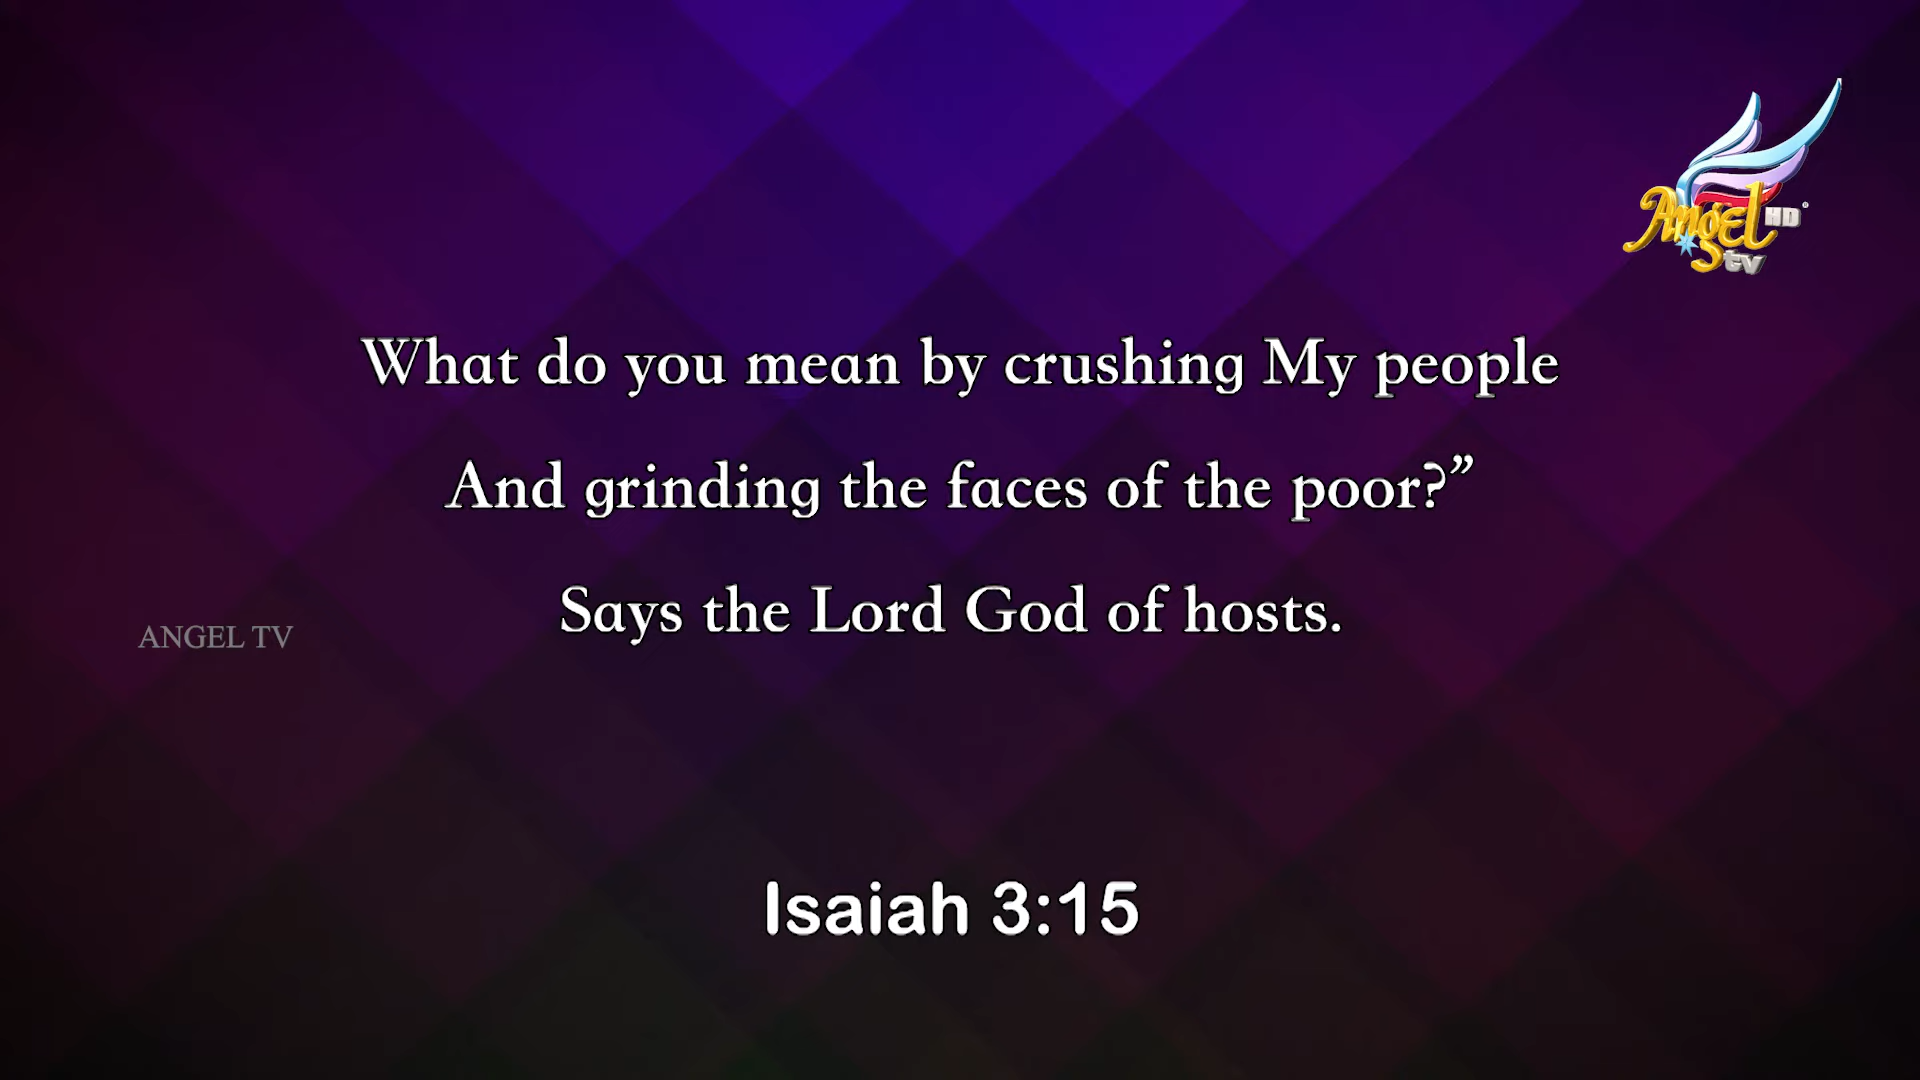 Angel HD
tv
What do you mean by crushing My people
And grinding the faces of the poor?”
Says the Lord God of hosts.
ANGEL TV
Isaiah 3:15